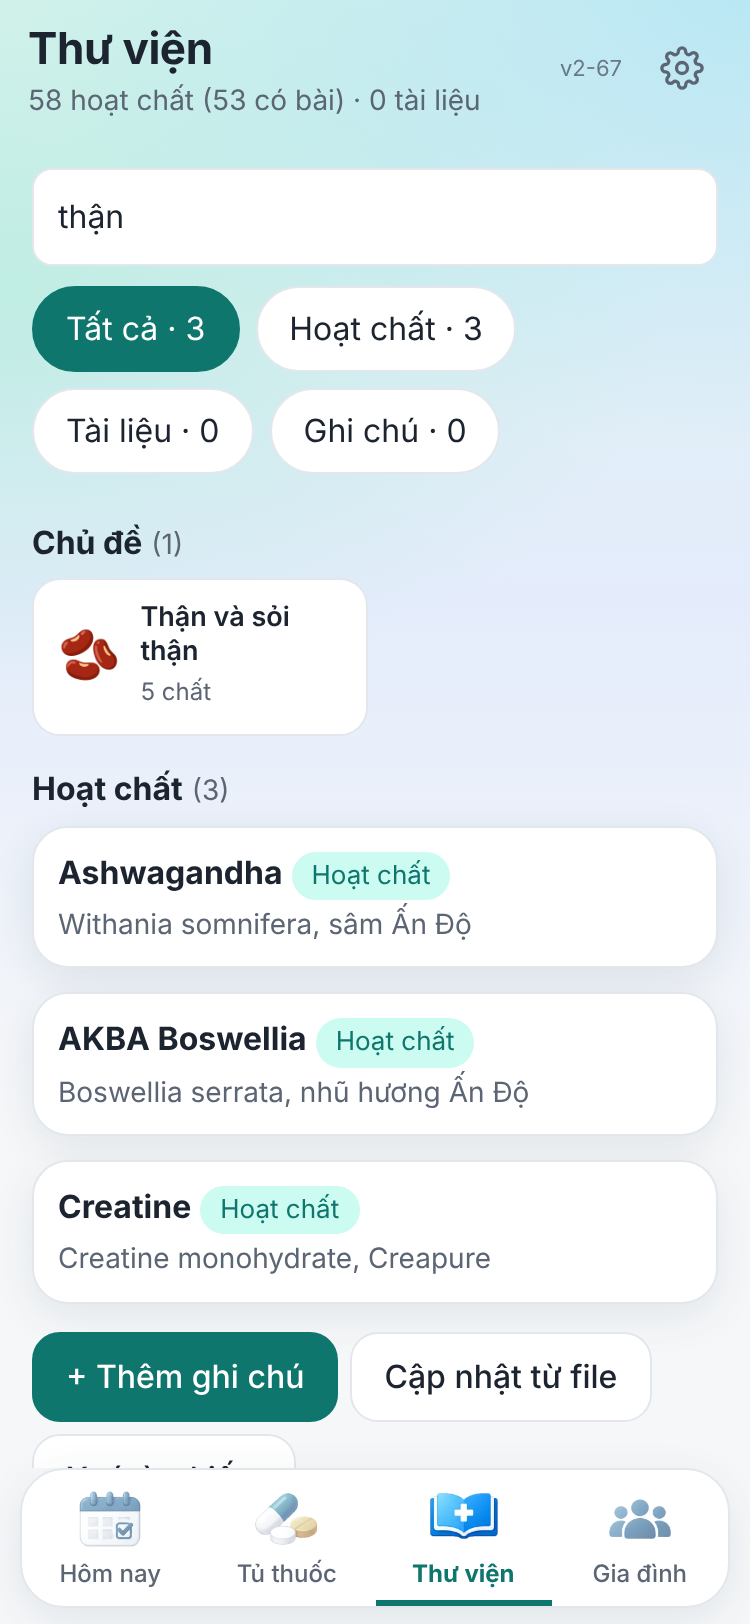 Thư viện
v2-67
58 hoạt chất (53 có bài) · 0 tài liệu
thận
Tất cả · 3
Hoạt chất · 3
Tài liệu · 0
Ghi chú · 0
Chủ đề (1)
Thận và sỏi
thận
5 chất
Hoạt chất (3)
Ashwagandha Hoạt chất
Withania somnifera, sâm Ấn Độ
AKBA Boswellia Hoạt chất
Boswellia serrata, nhũ hương Ấn Độ
Creatine Hoạt chất
Creatine monohydrate, Creapure
+ Thêm ghi chú
Cập nhật từ file
Hôm nay
Tủ thuốc
Thư viện
Gia đình